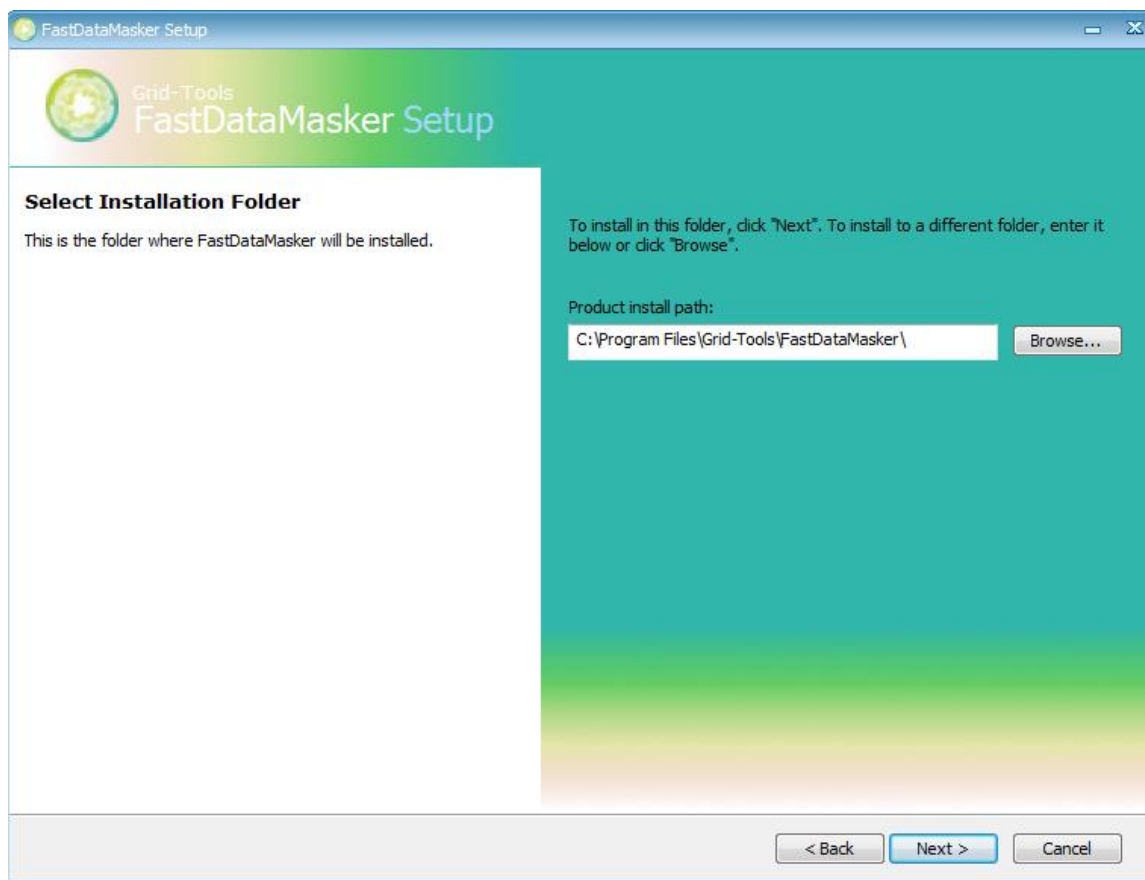 FastDataMasker Setup
Grid-Tools
FastDataMasker Setup
Select Installation Folder
This is the folder where FastDataMasker will be installed.
To install in this folder, click "Next". To install to a different folder, enter it
below or click "Browse".
Product install path:
C:\Program Files\Grid-Tools\FastDataMasker\
Browse...
< Back
Next >
Cancel